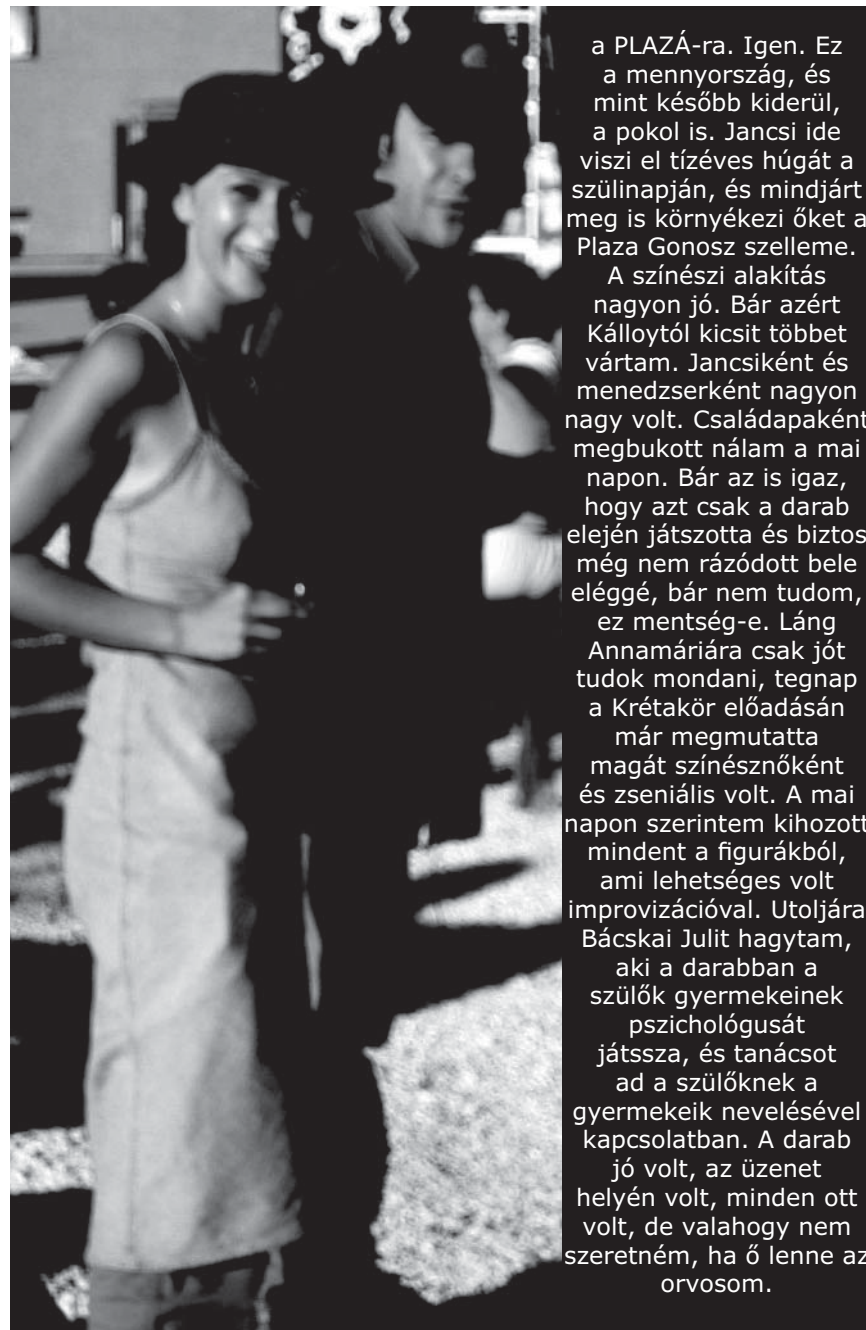 a PLAZÁ-ra. Igen. Ez
a mennyország, és
mint később kiderül,
a pokol is. Jancsi ide
viszi el tízéves húgát a
szülinapján, és mindjárt
meg is környékezi őket a
Plaza Gonosz szelleme.
A színészi alakítás
nagyon jó. Bár azért
Kálloytól kicsit többet
vártam. Jancsiként és
menedzserként nagyon
nagy volt. Családapaként
megbukott nálam a mai
napon. Bár az is igaz,
hogy azt csak a darab
elején játszotta és biztos
még nem rázódott bele
eléggé, bár nem tudom,
ez mentség-e. Láng
Annamáriára csak jót
tudok mondani, tegnap
a Krétakör előadásán
már megmutatta
magát színésznőként
és zseniális volt. A mai
napon szerintem kihozott
mindent a figurákból,
ami lehetséges volt
improvizációval. Utoljára
Bácskai Julit hagytam,
aki a darabban a
szülők gyermekeinek
pszichológusát
játssza, és tanácsot
ad a szülőknek a
gyermekeik nevelésével
kapcsolatban. A darab
jó volt, az üzenet
helyén volt, minden ott
volt, de valahogy nem
szeretném, ha ő lenne az
orvosom.